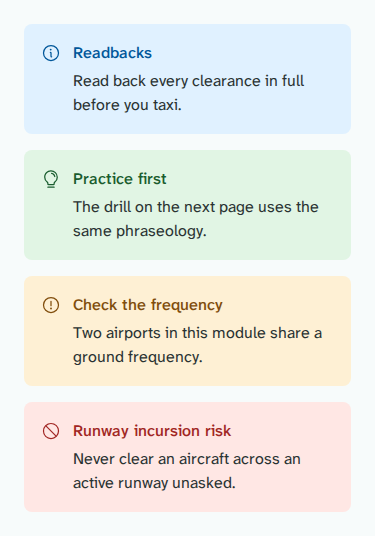 Readbacks
Read back every clearance in full
before you taxi.
Practice first
The drill on the next page uses the
same phraseology.
Check the frequency
Two airports in this module share a
ground frequency.
Runway incursion risk
Never clear an aircraft across an
active runway unasked.